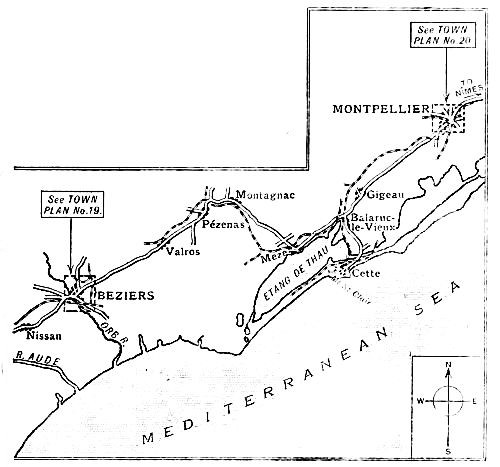 See TOWN
PLAN No.20.
TO
NIMES
MONTPELLIER
Montagnac
Gigeau
See TOWN
PLAN No.19.
Pézenas
Balaruc-
le-Vieux
Valros
Mèze
ETANG DE THAU
Cette
BEZIERS
Nissan
ORB R.
R. AUDE
MEDITERRANEAN SEA
N
W
L
S